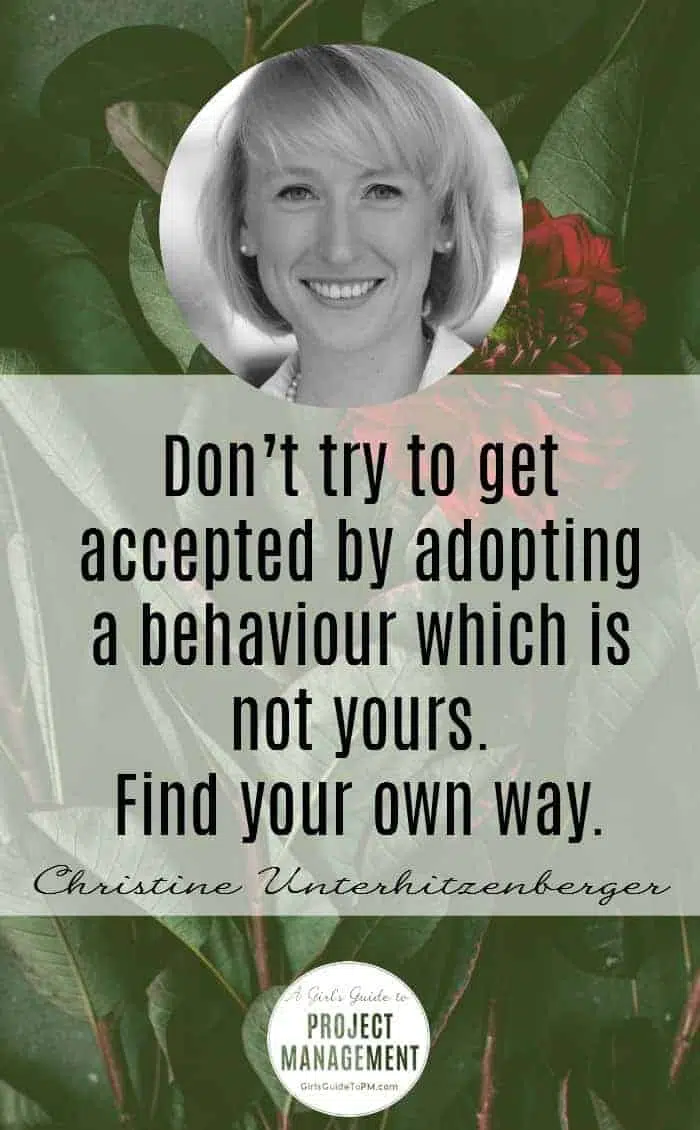 Don't try to get
accepted by adopting
a behaviour which is
not yours.
Find your own way.
Christine Unterhitzenberger
A Girl's Guide to
PROJECT
MANAGEMENT
GirlsGuideToPM.com